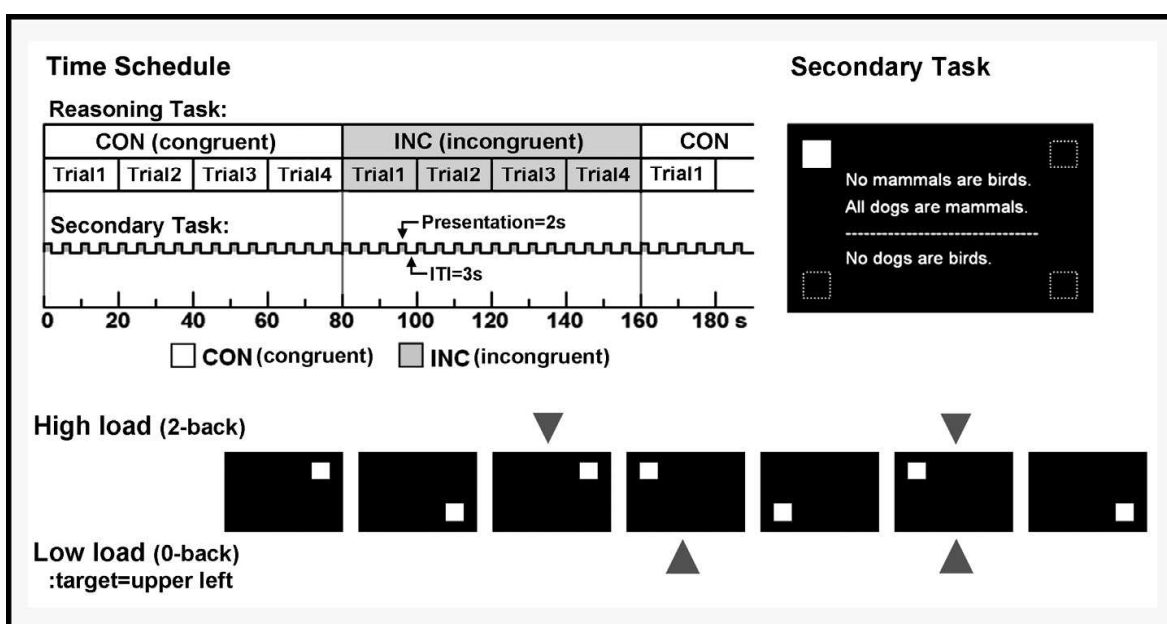 Time Schedule
Reasoning Task:
CON (congruent) INC (incongruent) CON
Trial1 Trial2 Trial3 Trial4 Trial1 Trial2 Trial3 Trial4 Trial1
Secondary Task:
Presentation=2s
ITI=3s
0 20 40 60 80 100 120 140 160 180 s
CON (congruent) INC (incongruent)
Secondary Task
No mammals are birds.
All dogs are mammals.
--------------------------------
No dogs are birds.
High load (2-back)
Low load (0-back)
:target=upper left